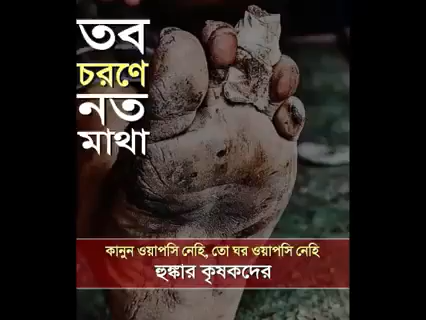 তব
চরণে
নত
মাথা
কানুন ওয়াপসি নেহি, তো ঘর ওয়াপসি নেহি
হুঙ্কার কৃষকদের